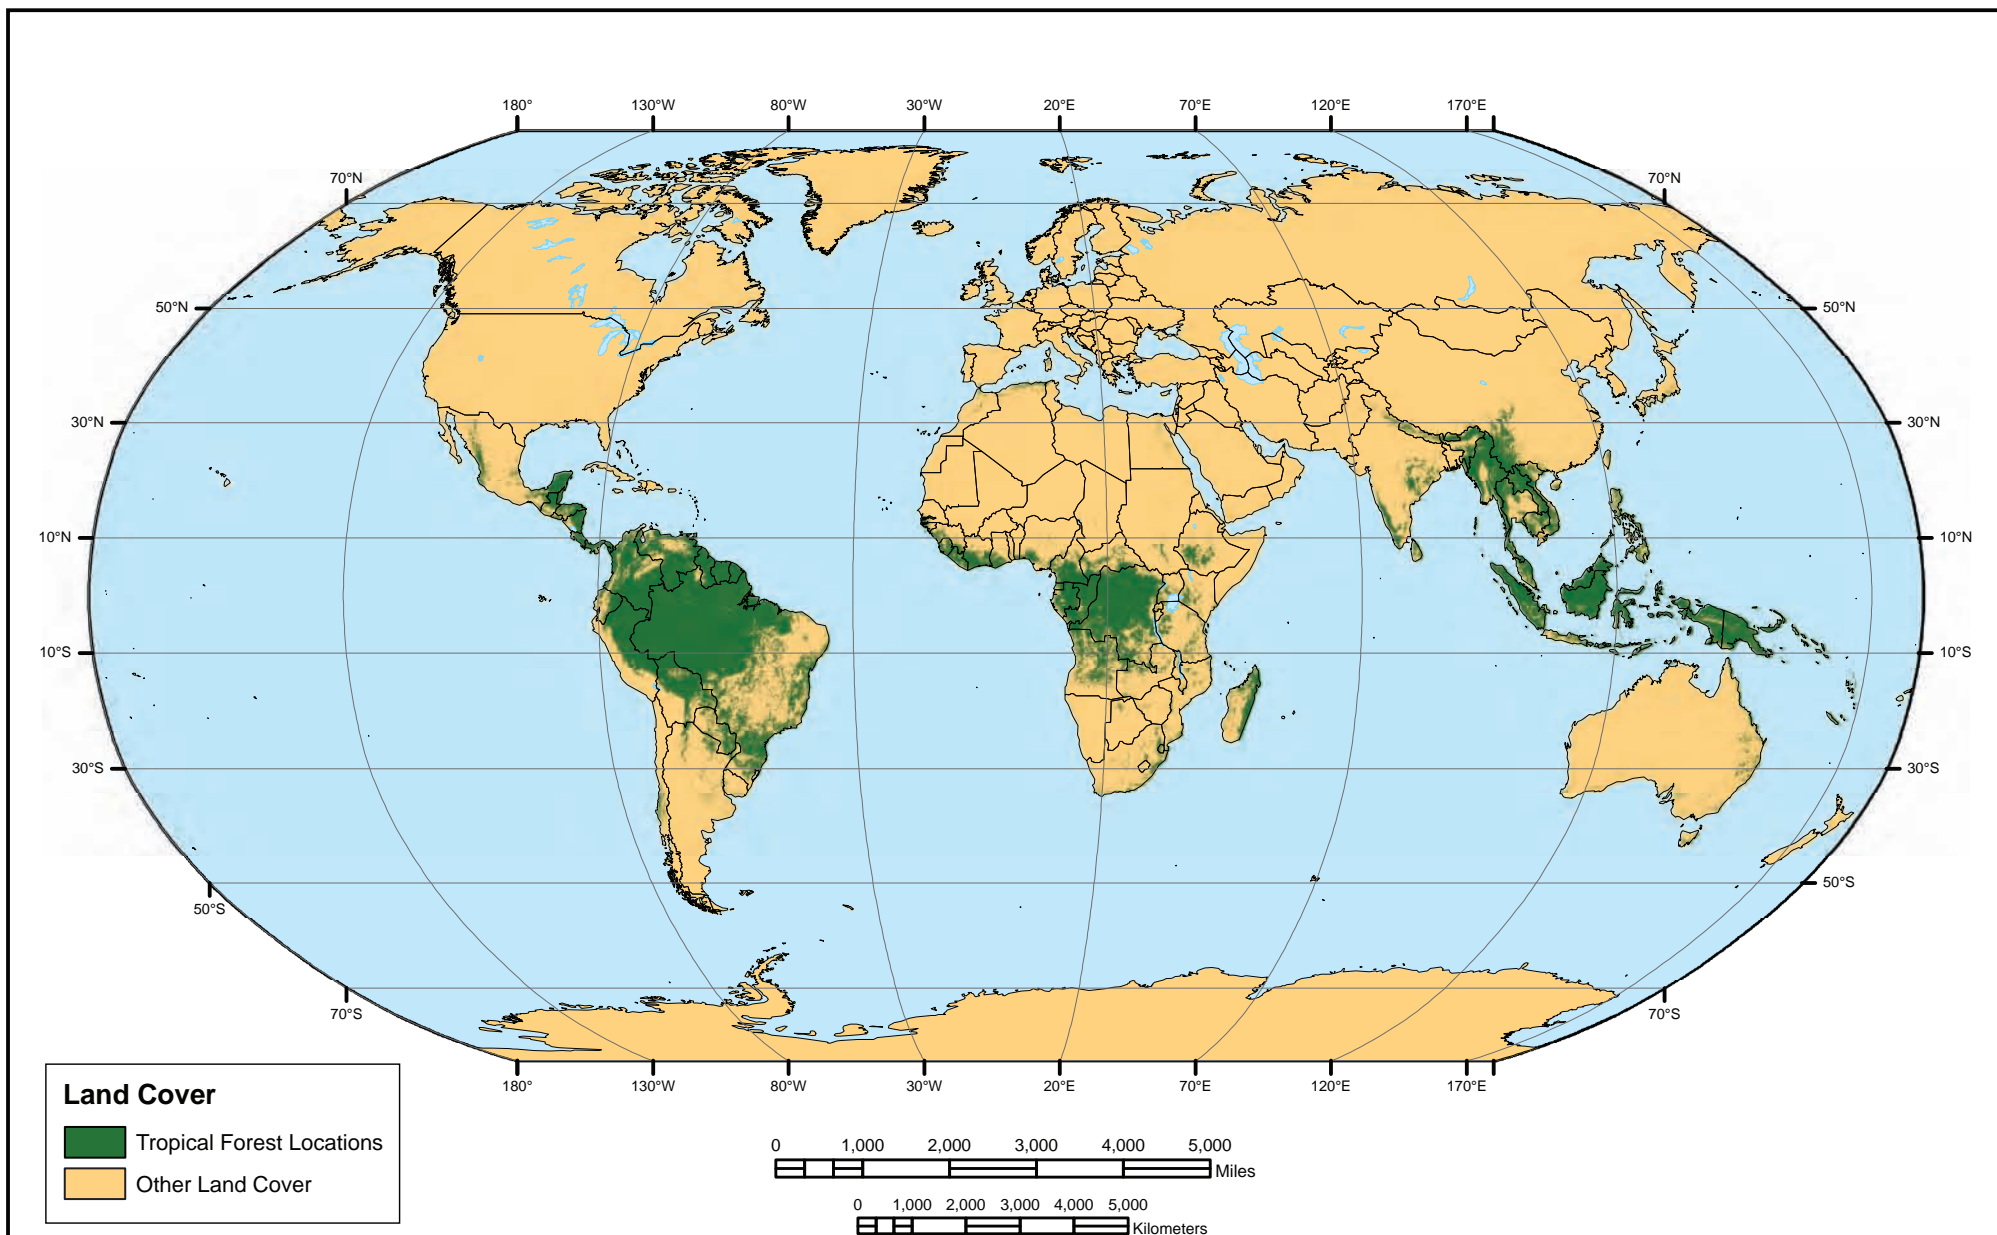 180° 130°W 80°W 30°W 20°E 70°E 120°E 170°E
70°N 70°N
50°N 50°N
30°N 30°N
10°N 10°N
10°S 10°S
30°S 30°S
50°S 50°S
70°S 70°S
180° 130°W 80°W 30°W 20°E 70°E 120°E 170°E
Land Cover
Tropical Forest Locations
Other Land Cover
0 1,000 2,000 3,000 4,000 5,000
Miles
0 1,000 2,000 3,000 4,000 5,000
Kilometers